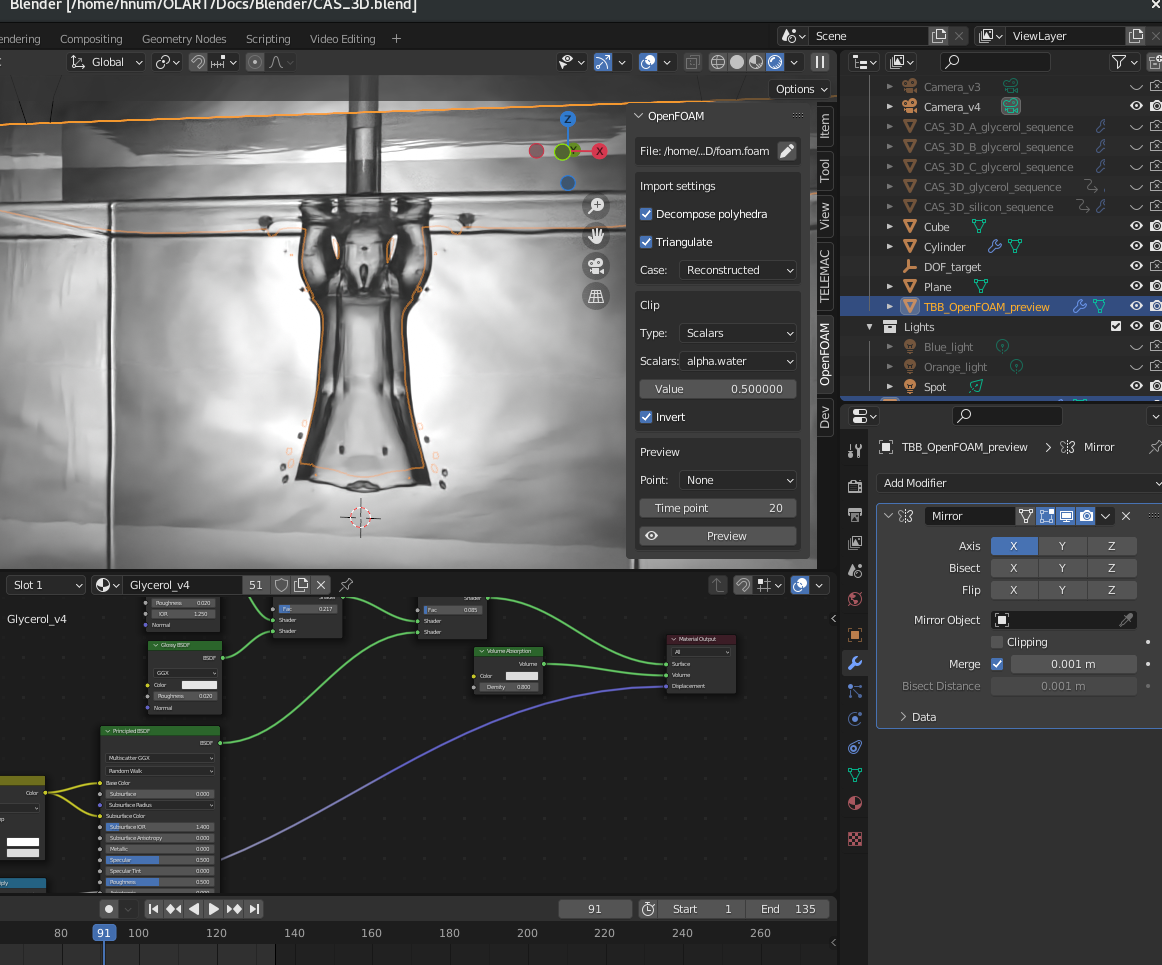 Blender [/home/hnum/OLART/Docs/Blender/CAS_3D.blend]
endering Compositing Geometry Nodes Scripting Video Editing +
Scene
ViewLayer
Global
Options
OpenFOAM
File: /home/...D/foam.foam
Import settings
Decompose polyhedra
Triangulate
Case: Reconstructed
Clip
Type: Scalars
Scalars: alpha.water
Value 0.500000
Invert
Preview
Point: None
Time point 20
Preview
Z
X
Item
Tool
View
TELEMAC
OpenFOAM
Dev
Camera_v3
Camera_v4
CAS_3D_A_glycerol_sequence
CAS_3D_B_glycerol_sequence
CAS_3D_C_glycerol_sequence
CAS_3D_glycerol_sequence
CAS_3D_silicon_sequence
Cube
Cylinder
DOF_target
Plane
TBB_OpenFOAM_preview
Lights
Blue_light
Orange_light
Spot
TBB_OpenFOAM_preview > Mirror
Add Modifier
Mirror
Axis X Y Z
Bisect X Y Z
Flip X Y Z
Mirror Object
Clipping
Merge 0.001 m
Bisect Distance 0.001 m
Data
Slot 1 Glycerol_v4 51
Glycerol_v4
Roughness: 0.020
IOR 1.250
Normal
Fac 0.217
Shader
Shader
Shader
Fac 0.085
Shader
Shader
Glossy BSDF
BSDF
GGX
Color
Roughness 0.020
Normal
Volume Absorption
Volume
Color
Density 0.800
Material Output
All
Surface
Volume
Displacement
Principled BSDF
BSDF
Multiscatter GGX
Random Walk
Base Color
Subsurface 0.000
Subsurface Radius
Subsurface Color
Subsurface IOR 1.400
Subsurface Anisotropy 0.000
Metallic 0.000
Specular 0.500
Specular Tint 0.000
Roughness 0.500
Color
91 Start 1 End 135
80 91 100 120 140 160 180 200 220 240 260